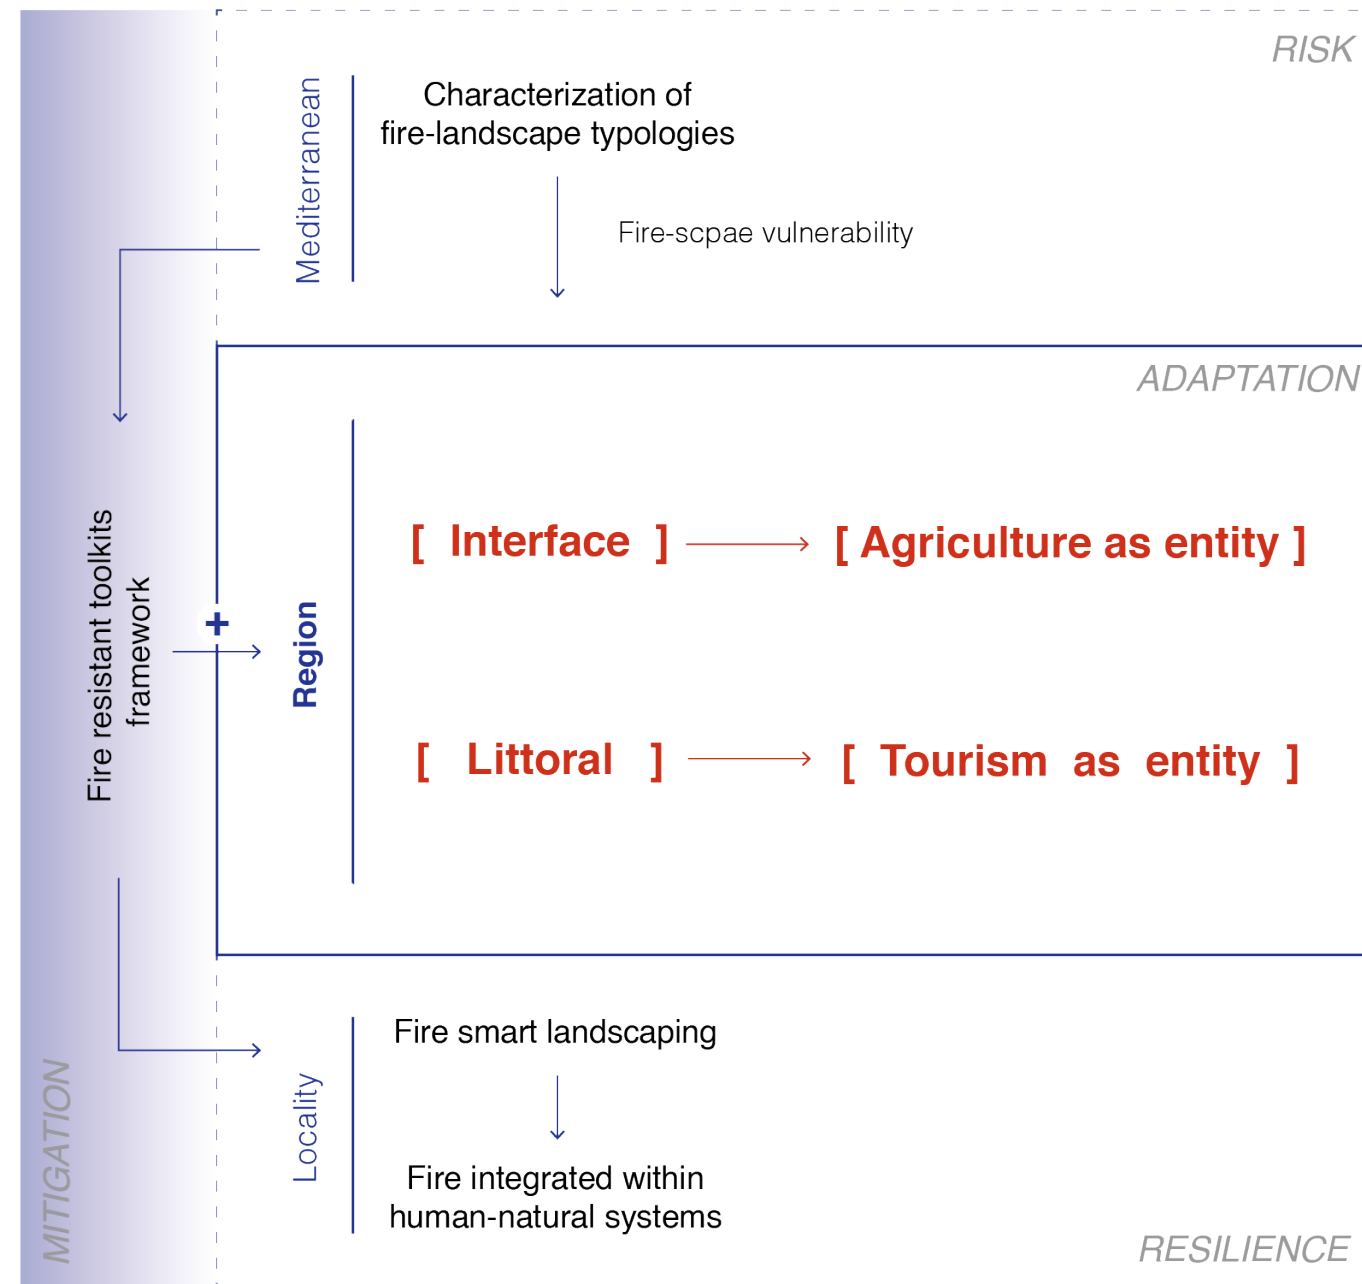 RISK
Mediterranean
Characterization of
fire-landscape typologies
Fire-scpae vulnerability
ADAPTATION
Fire resistant toolkits
framework
+
Region
[ Interface ]
[ Agriculture as entity ]
[ Littoral ]
[ Tourism as entity ]
MITIGATION
Locality
Fire smart landscaping
Fire integrated within
human-natural systems
RESILIENCE